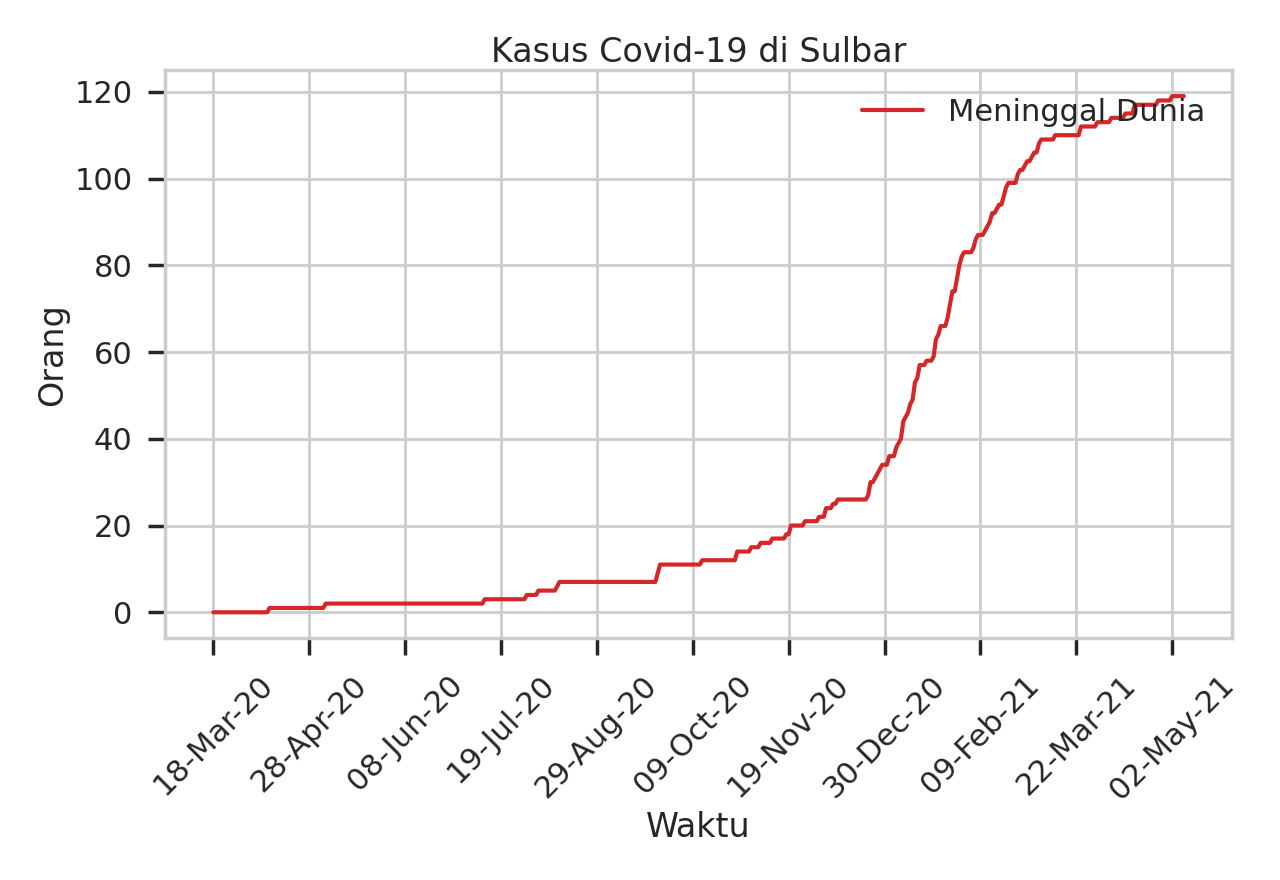 Kasus Covid-19 di Sulbar
Meninggal Dunia
Orang
120
100
80
60
40
20
0
18-Mar-20
28-Apr-20
08-Jun-20
19-Jul-20
29-Aug-20
09-Oct-20
19-Nov-20
30-Dec-20
09-Feb-21
22-Mar-21
02-May-21
Waktu